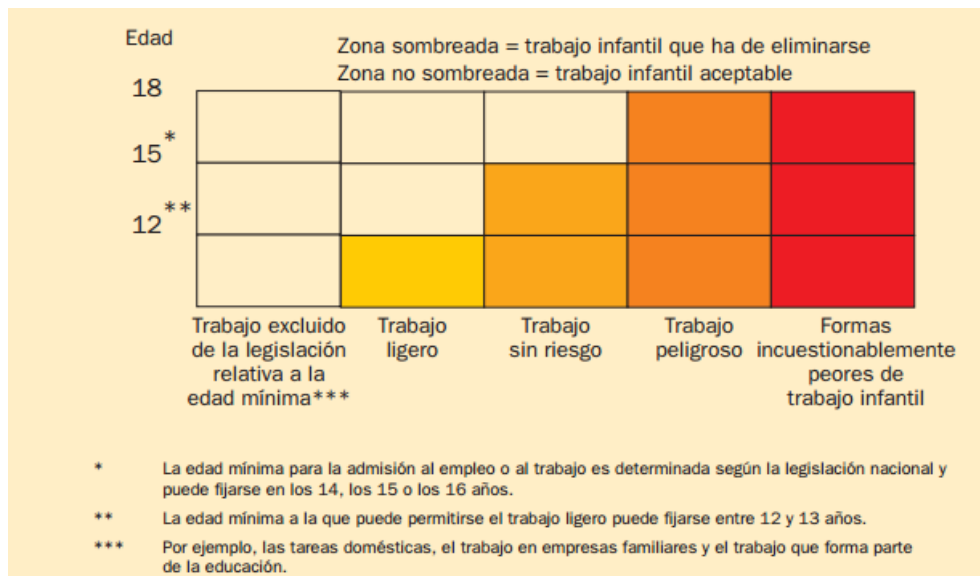 Edad
Zona sombreada = trabajo infantil que ha de eliminarse
Zona no sombreada = trabajo infantil aceptable
18
15*
12**
Trabajo excluido
de la legislación
relativa a la
edad mínima***
Trabajo
ligero
Trabajo
sin riesgo
Trabajo
peligroso
Formas
incuestionablemente
peores de
trabajo infantil
* La edad mínima para la admisión al empleo o al trabajo es determinada según la legislación nacional y
puede fijarse en los 14, los 15 o los 16 años.
** La edad mínima a la que puede permitirse el trabajo ligero puede fijarse entre 12 y 13 años.
*** Por ejemplo, las tareas domésticas, el trabajo en empresas familiares y el trabajo que forma parte
de la educación.